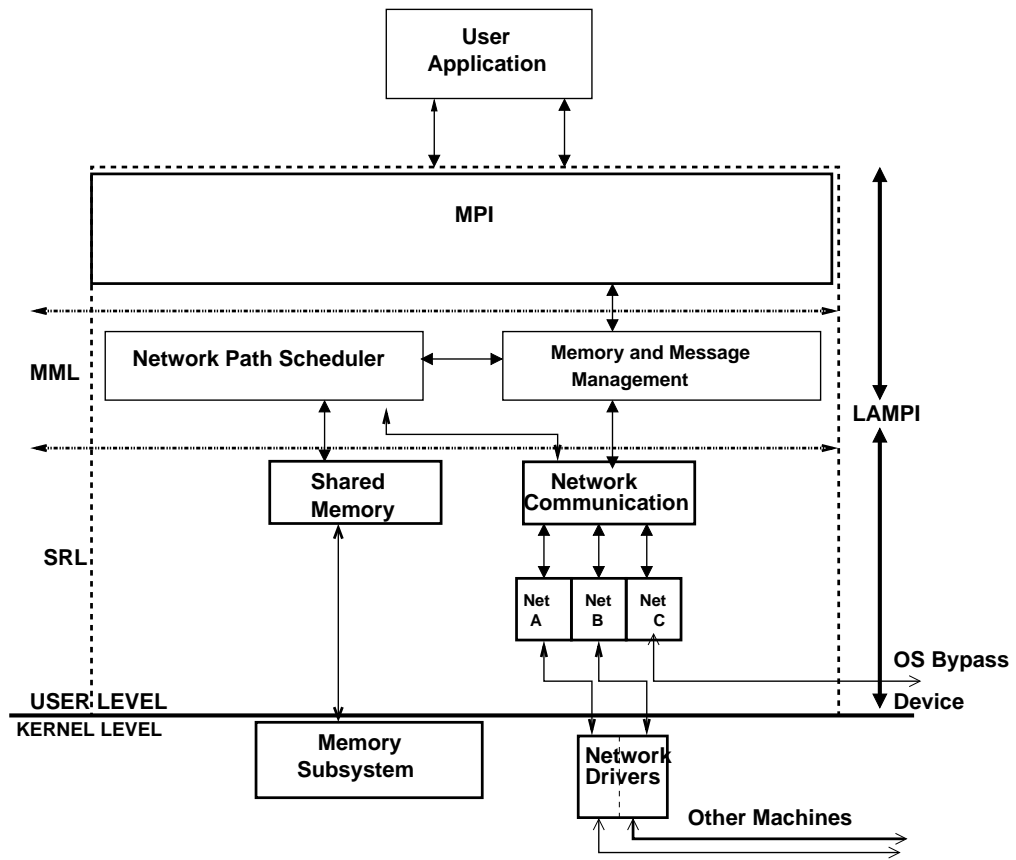 User
Application
MPI
Network Path Scheduler
Memory and Message
Management
MML
LAMPI
Shared
Memory
Network
Communication
SRL
Net
A
Net
B
Net
C
OS Bypass
Device
USER LEVEL
KERNEL LEVEL
Memory
Subsystem
Network
Drivers
Other Machines